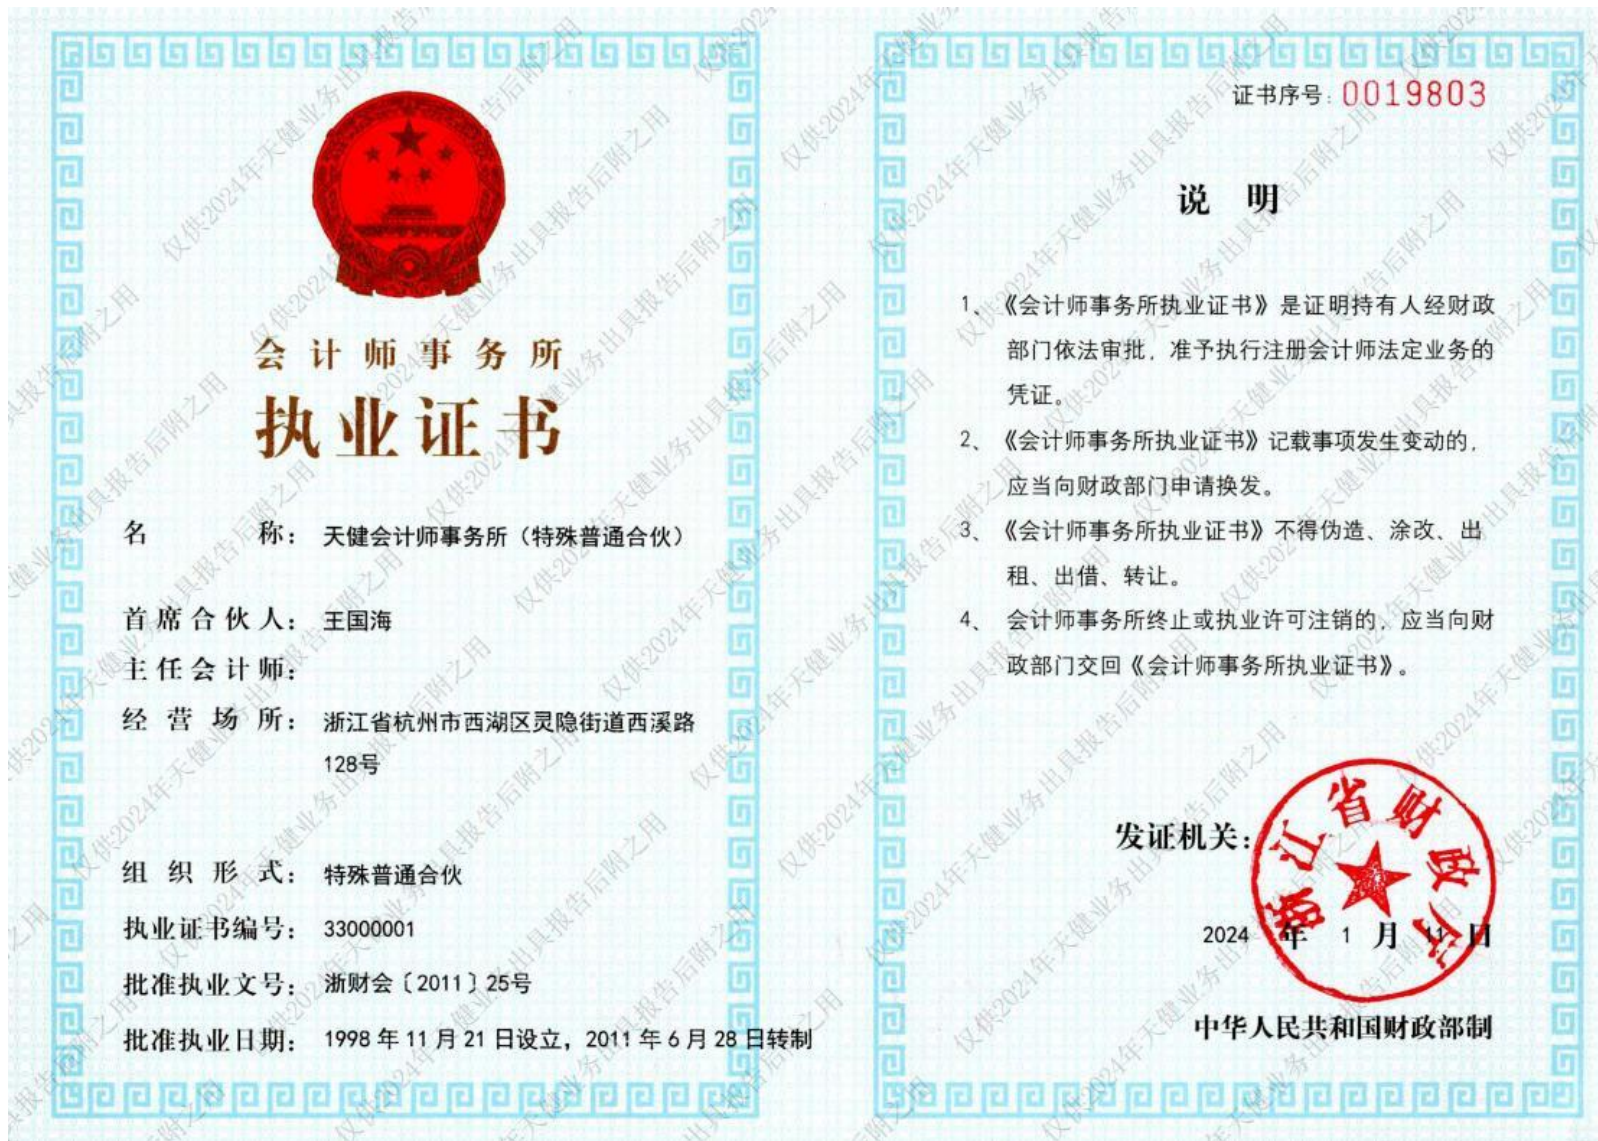 会计师事务所
执业证书
名 称： 天健会计师事务所（特殊普通合伙）
首席合伙人： 王国海
主任会计师：
经营场所： 浙江省杭州市西湖区灵隐街道西溪路
128号
组织形式： 特殊普通合伙
执业证书编号： 33000001
批准执业文号： 浙财会〔2011〕25号
批准执业日期： 1998年11月21日设立，2011年6月28日转制
证书序号：0019803
说 明
1、《会计师事务所执业证书》是证明持有人经财政
部门依法审批，准予执行注册会计师法定业务的
凭证。
2、《会计师事务所执业证书》记载事项发生变动的，
应当向财政部门申请换发。
3、《会计师事务所执业证书》不得伪造、涂改、出
租、出借、转让。
4、会计师事务所终止或执业许可注销的，应当向财
政部门交回《会计师事务所执业证书》。
发证机关：
浙江省财政厅
2024年1月11日
中华人民共和国财政部制
仅供2024年天健业务出具报告后附之用